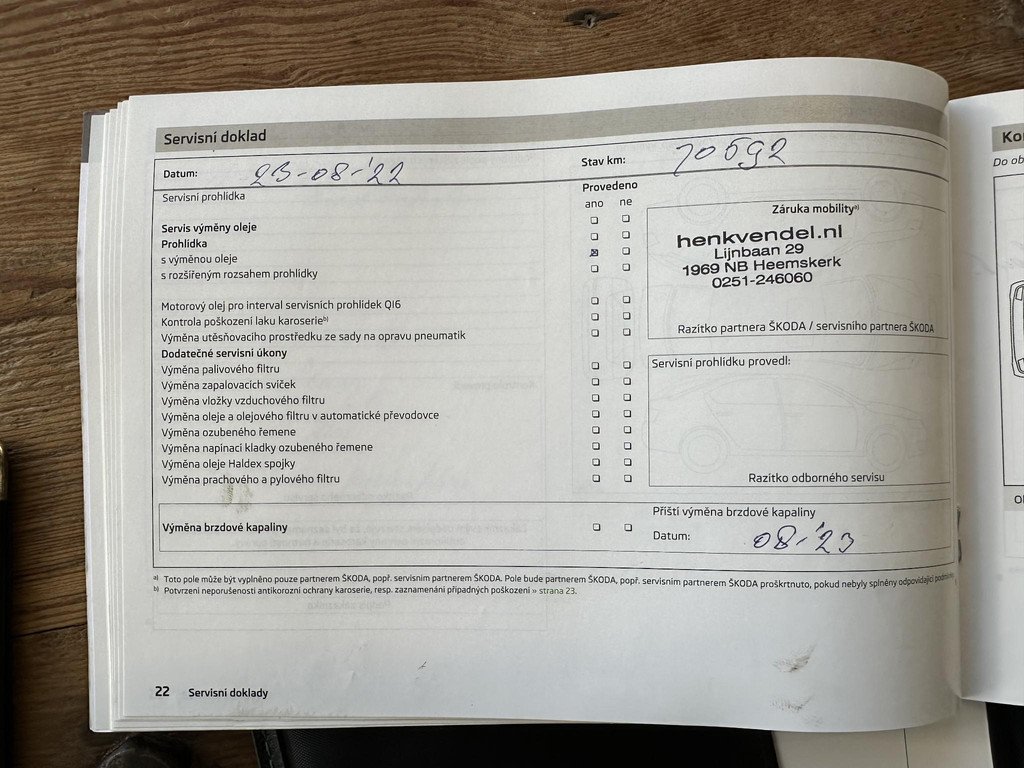 Servisní doklad
Datum: 23-08-'22
Stav km: 70592
Servisní prohlídka
Provedeno
ano ne
Servis výměny oleje
Prohlídka
s výměnou oleje
s rozšířeným rozsahem prohlídky
Motorový olej pro interval servisních prohlídek QI6
Kontrola poškození laku karoserie b)
Výměna utěsňovacího prostředku ze sady na opravu pneumatik
Dodatečné servisní úkony
Výměna palivového filtru
Výměna zapalovacích svíček
Výměna vložky vzduchového filtru
Výměna oleje a olejového filtru v automatické převodovce
Výměna ozubeného řemene
Výměna napínací kladky ozubeného řemene
Výměna oleje Haldex spojky
Výměna prachového a pylového filtru
Záruka mobility a)
henkvendel.nl
Lijnbaan 29
1969 NB Heemskerk
0251-246060
Razítko partnera ŠKODA / servisního partnera ŠKODA
Servisní prohlídku provedl:
Razítko odborného servisu
Výměna brzdové kapaliny
Příští výměna brzdové kapaliny
Datum: 08-'23
a) Toto pole může být vyplněno pouze partnerem ŠKODA, popř. servisním partnerem ŠKODA. Pole bude partnerem ŠKODA, popř. servisním partnerem ŠKODA proškrtnuto, pokud nebyly splněny odpovídající
b) Potvrzení neporušenosti antikorozní ochrany karoserie, resp. zaznamenání případných poškození » strana 23.
22 Servisní doklady